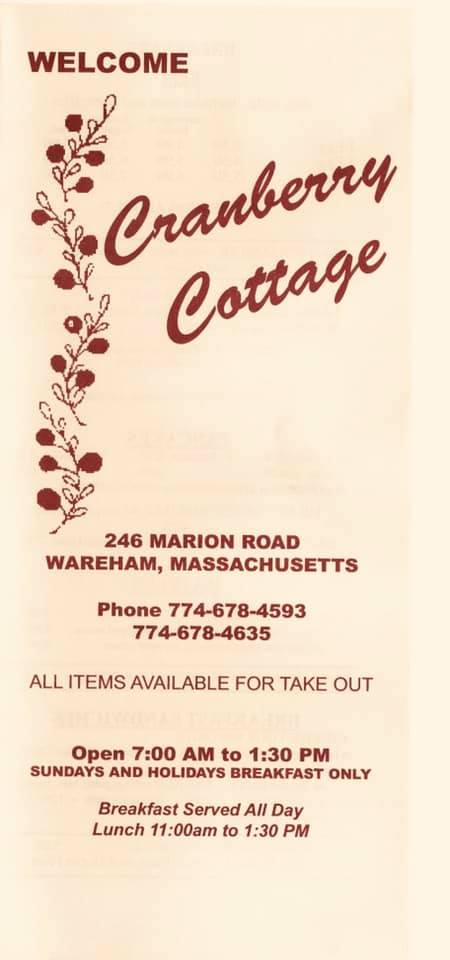 WELCOME
Cranberry
Cottage
246 MARION ROAD
WAREHAM, MASSACHUSETTS
Phone 774-678-4593
774-678-4635
ALL ITEMS AVAILABLE FOR TAKE OUT
Open 7:00 AM to 1:30 PM
SUNDAYS AND HOLIDAYS BREAKFAST ONLY
Breakfast Served All Day
Lunch 11:00am to 1:30 PM